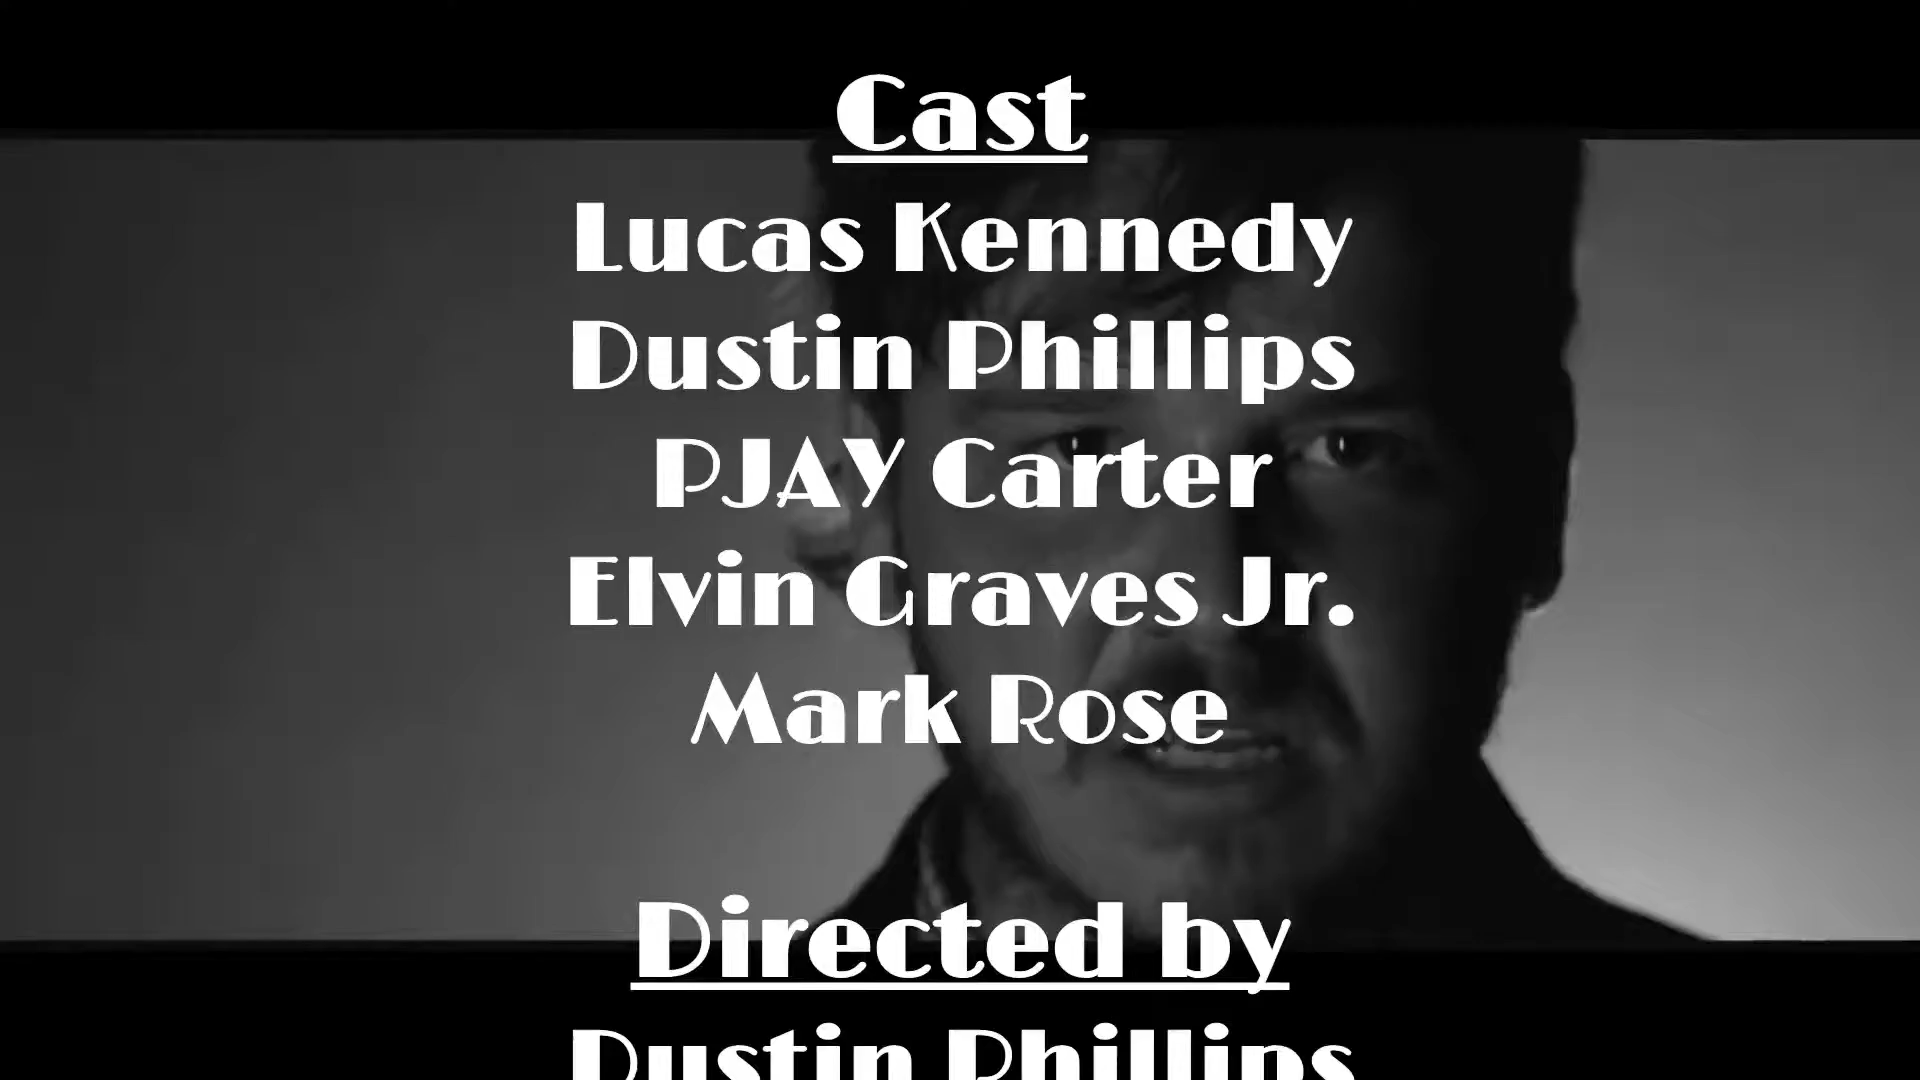 Cast
Lucas Kennedy
Dustin Phillips
PJAY Carter
Elvin Graves Jr.
Mark Rose
Directed by
Dustin Phillips